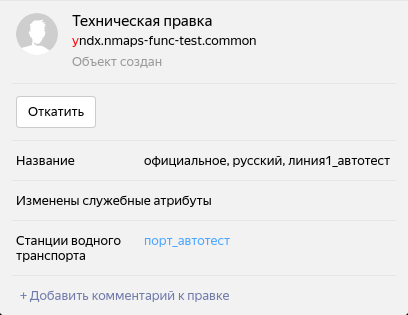 Техническая правка
yndx.nmaps-func-test.common
Объект создан
Откатить
Название официальное, русский, линия1_автотест
Изменены служебные атрибуты
Станции водного порт_автотест
транспорта
+ Добавить комментарий к правке